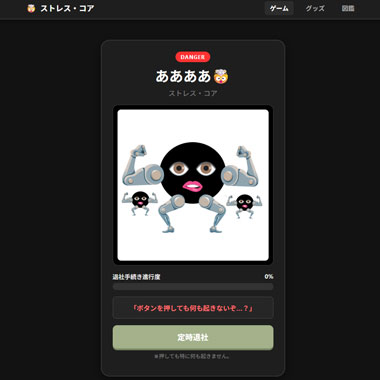 🤯 ストレス・コア
ゲーム グッズ 図鑑
DANGER
ああああ🤯
ストレス・コア
退社手続き進行度 0%
「ボタンを押しても何も起きないぞ...？」
定時退社
※押しても特に何も起きません。